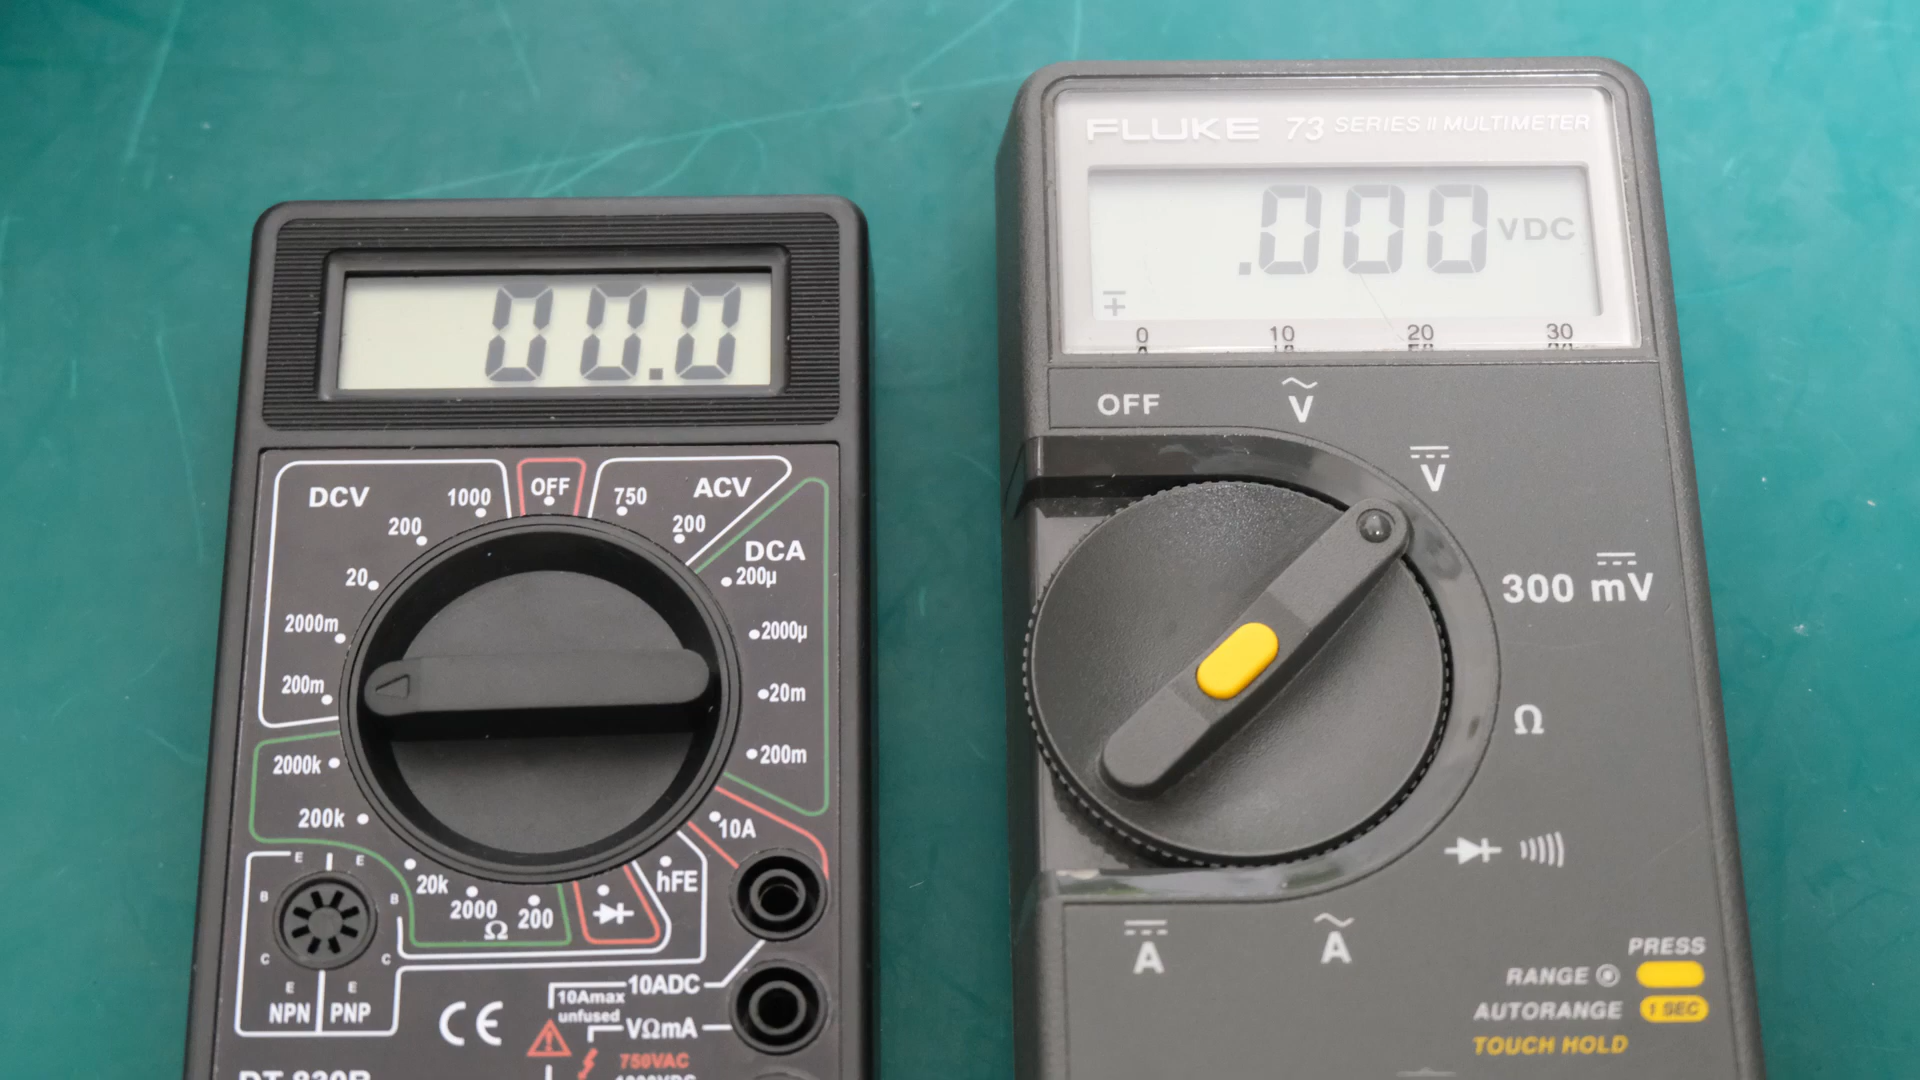 00.0
DCV
1000
OFF
750
ACV
200
200
DCA
20
200µ
2000m
2000µ
200m
20m
2000k
200m
200k
10A
E
E
20k
hFE
B
B
2000
200
Ω
C
C
E
E
NPN
PNP
10Amax
unfused
10ADC
CE
VΩmA
750VAC
FLUKE 73 SERIES II MULTIMETER
.000 VDC
0 10 20 30
OFF
V
V
300 mV
Ω
A
A
PRESS
RANGE
AUTORANGE 1 SEC
TOUCH HOLD